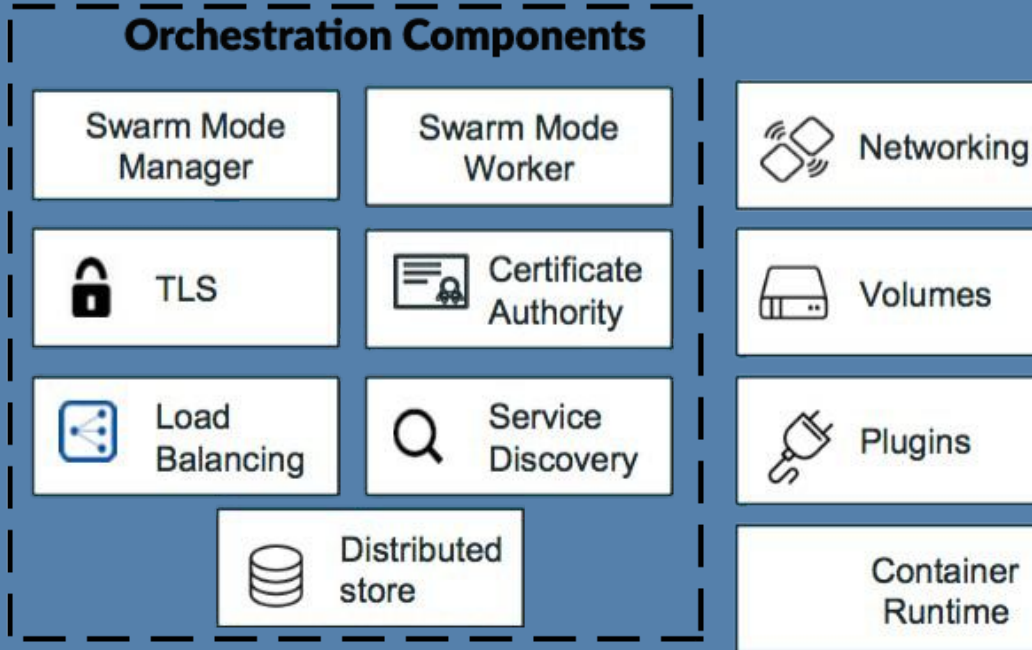 Orchestration Components
Swarm Mode
Manager
Swarm Mode
Worker
TLS
Certificate
Authority
Load
Balancing
Service
Discovery
Distributed
store
Networking
Volumes
Plugins
Container
Runtime